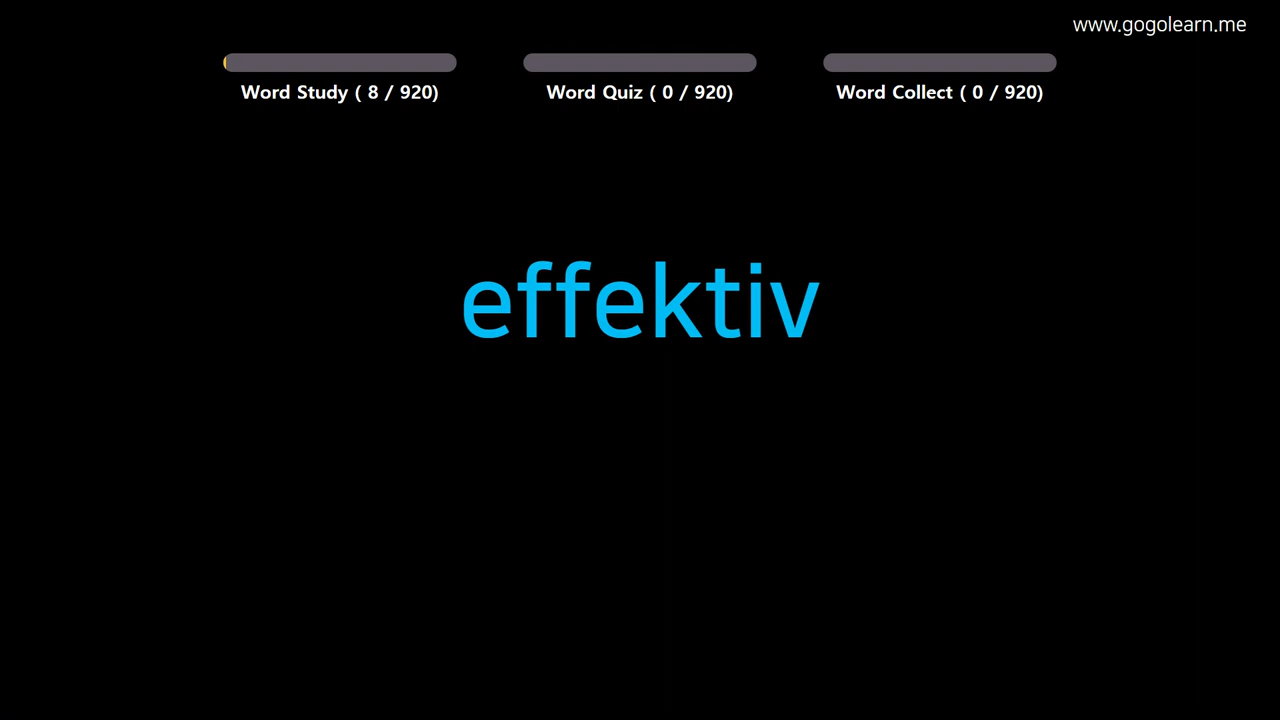 www.gogolearn.me
Word Study ( 8 / 920)
Word Quiz ( 0 / 920)
Word Collect ( 0 / 920)
effektiv